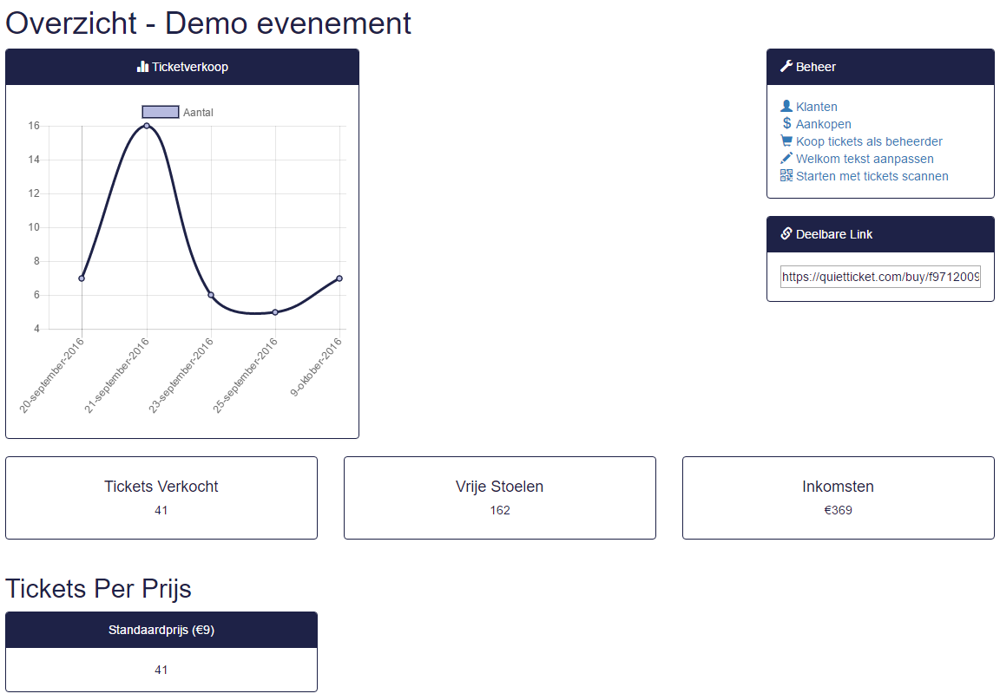 Overzicht - Demo evenement
Ticketverkoop
Aantal
16
14
12
10
8
6
4
20-september-2016
21-september-2016
23-september-2016
25-september-2016
9-oktober-2016
Beheer
Klanten
Aankopen
Koop tickets als beheerder
Welkom tekst aanpassen
Starten met tickets scannen
Deelbare Link
https://quietticket.com/buy/f9712009
Tickets Verkocht
41
Vrije Stoelen
162
Inkomsten
€369
Tickets Per Prijs
Standaardprijs (€9)
41